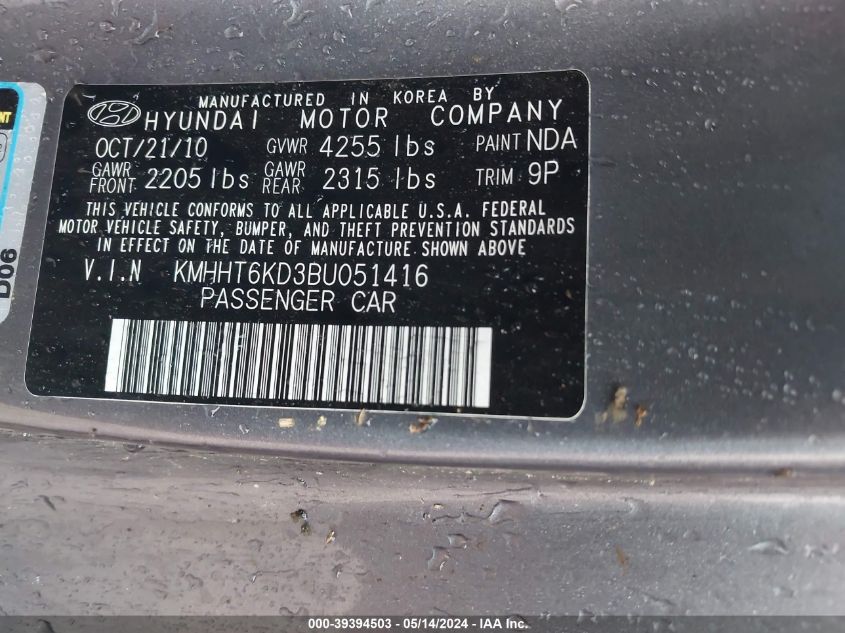 MANUFACTURED IN KOREA BY
HYUNDAI MOTOR COMPANY
OCT/21/10 GVWR 4255 lbs PAINT NDA
GAWR FRONT 2205 lbs GAWR REAR 2315 lbs TRIM 9P
THIS VEHICLE CONFORMS TO ALL APPLICABLE U.S.A. FEDERAL
MOTOR VEHICLE SAFETY, BUMPER, AND THEFT PREVENTION STANDARDS
IN EFFECT ON THE DATE OF MANUFACTURE SHOWN ABOVE.
V.I.N KMHHT6KD3BU051416
PASSENGER CAR
D06
000-39394503 - 05/14/2024 - IAA Inc.